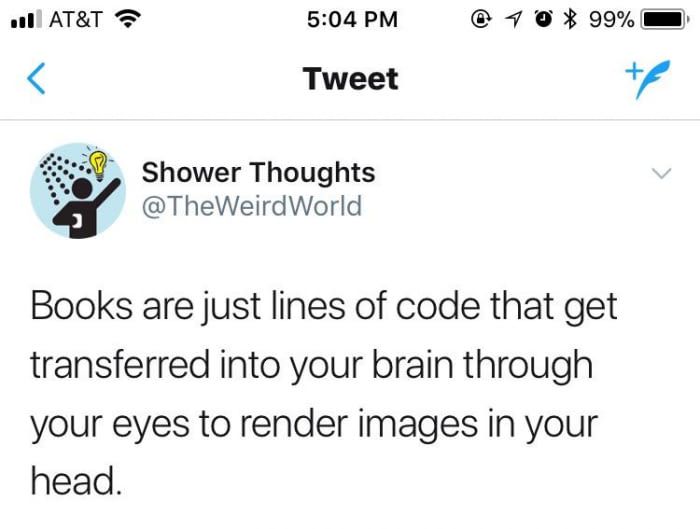 AT&T 5:04 PM 99%
Tweet
Shower Thoughts
@TheWeirdWorld
Books are just lines of code that get
transferred into your brain through
your eyes to render images in your
head.